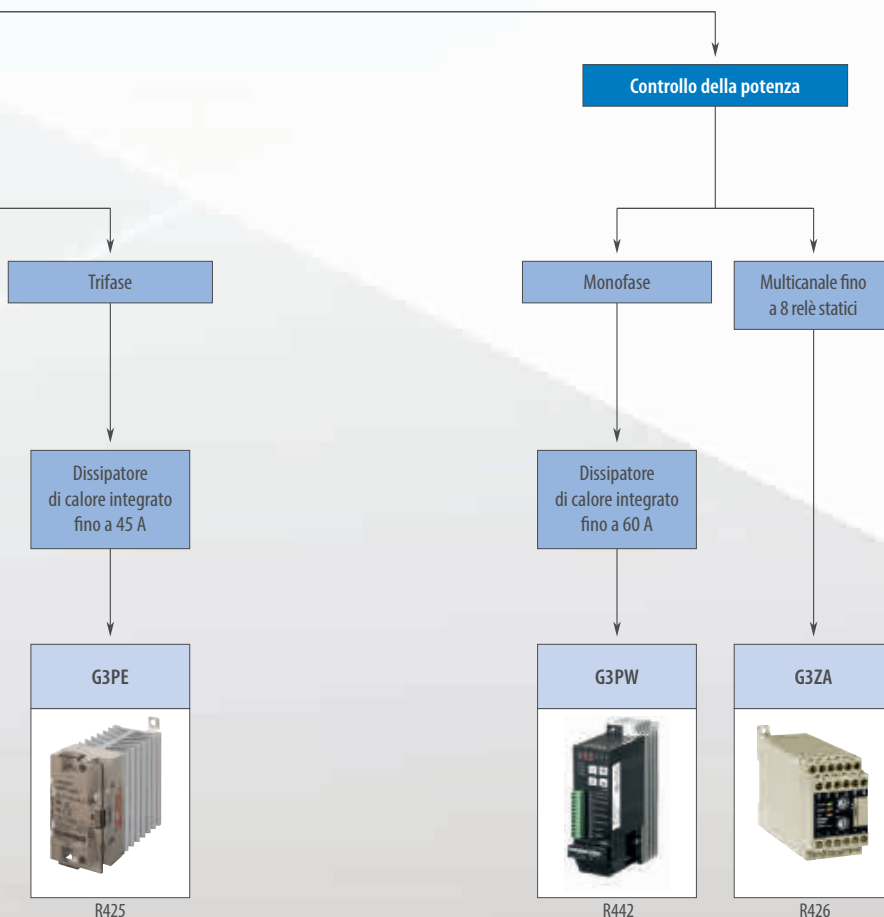 Controllo della potenza
Trifase
Monofase
Multicanale fino
a 8 relè statici
Dissipatore
di calore integrato
fino a 45 A
Dissipatore
di calore integrato
fino a 60 A
G3PE
G3PW
G3ZA
R425
R442
R426